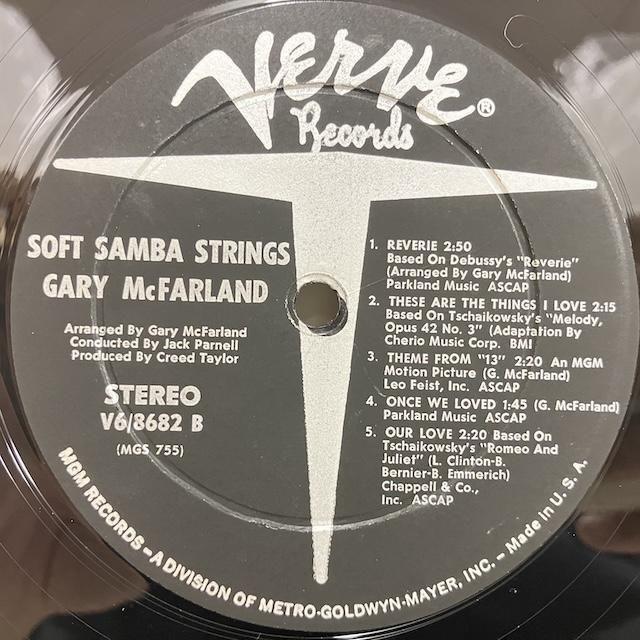 Verve®
Records
SOFT SAMBA STRINGS
GARY McFARLAND
Arranged By Gary McFarland
Conducted By Jack Parnell
Produced By Creed Taylor
STEREO
V6/8682 B
(MGS 755)
1. REVERIE 2:50
Based On Debussy's "Reverie"
(Arranged By Gary McFarland)
Parkland Music ASCAP
2. THESE ARE THE THINGS I LOVE 2:15
Based On Tschaikowsky's "Melody,
Opus 42 No. 3" (Adaptation By
Cherio Music Corp. BMI
3. THEME FROM "13" 2:20 An MGM
Motion Picture (G. McFarland)
Leo Feist, Inc. ASCAP
4. ONCE WE LOVED 1:45 (G. McFarland)
Parkland Music ASCAP
5. OUR LOVE 2:20 Based On
Tschaikowsky's "Romeo And
Juliet" (L. Clinton-B.
Bernier-B. Emmerich)
Chappell & Co.,
Inc. ASCAP
MGM RECORDS – A DIVISION OF METRO-GOLDWYN-MAYER, INC. – Made in U. S. A.